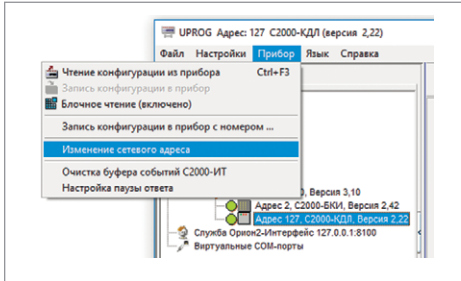 UPROG Адрес: 127 С2000-КДЛ (версия 2,22)
Файл Настройки Прибор Язык Справка
Чтение конфигурации из прибора Ctrl+F3
Запись конфигурации в прибор
Блочное чтение (включено)
Запись конфигурации в прибор с номером ...
Изменение сетевого адреса
Очистка буфера событий С2000-ИТ
Настройка паузы ответа
0, Версия 3,10
Адрес 2, С2000-БКИ, Версия 2,42
Адрес 127, С2000-КДЛ, Версия 2.22
Служба Орион2-Интерфейс 127.0.0.1:8100
Виртуальные COM-порты